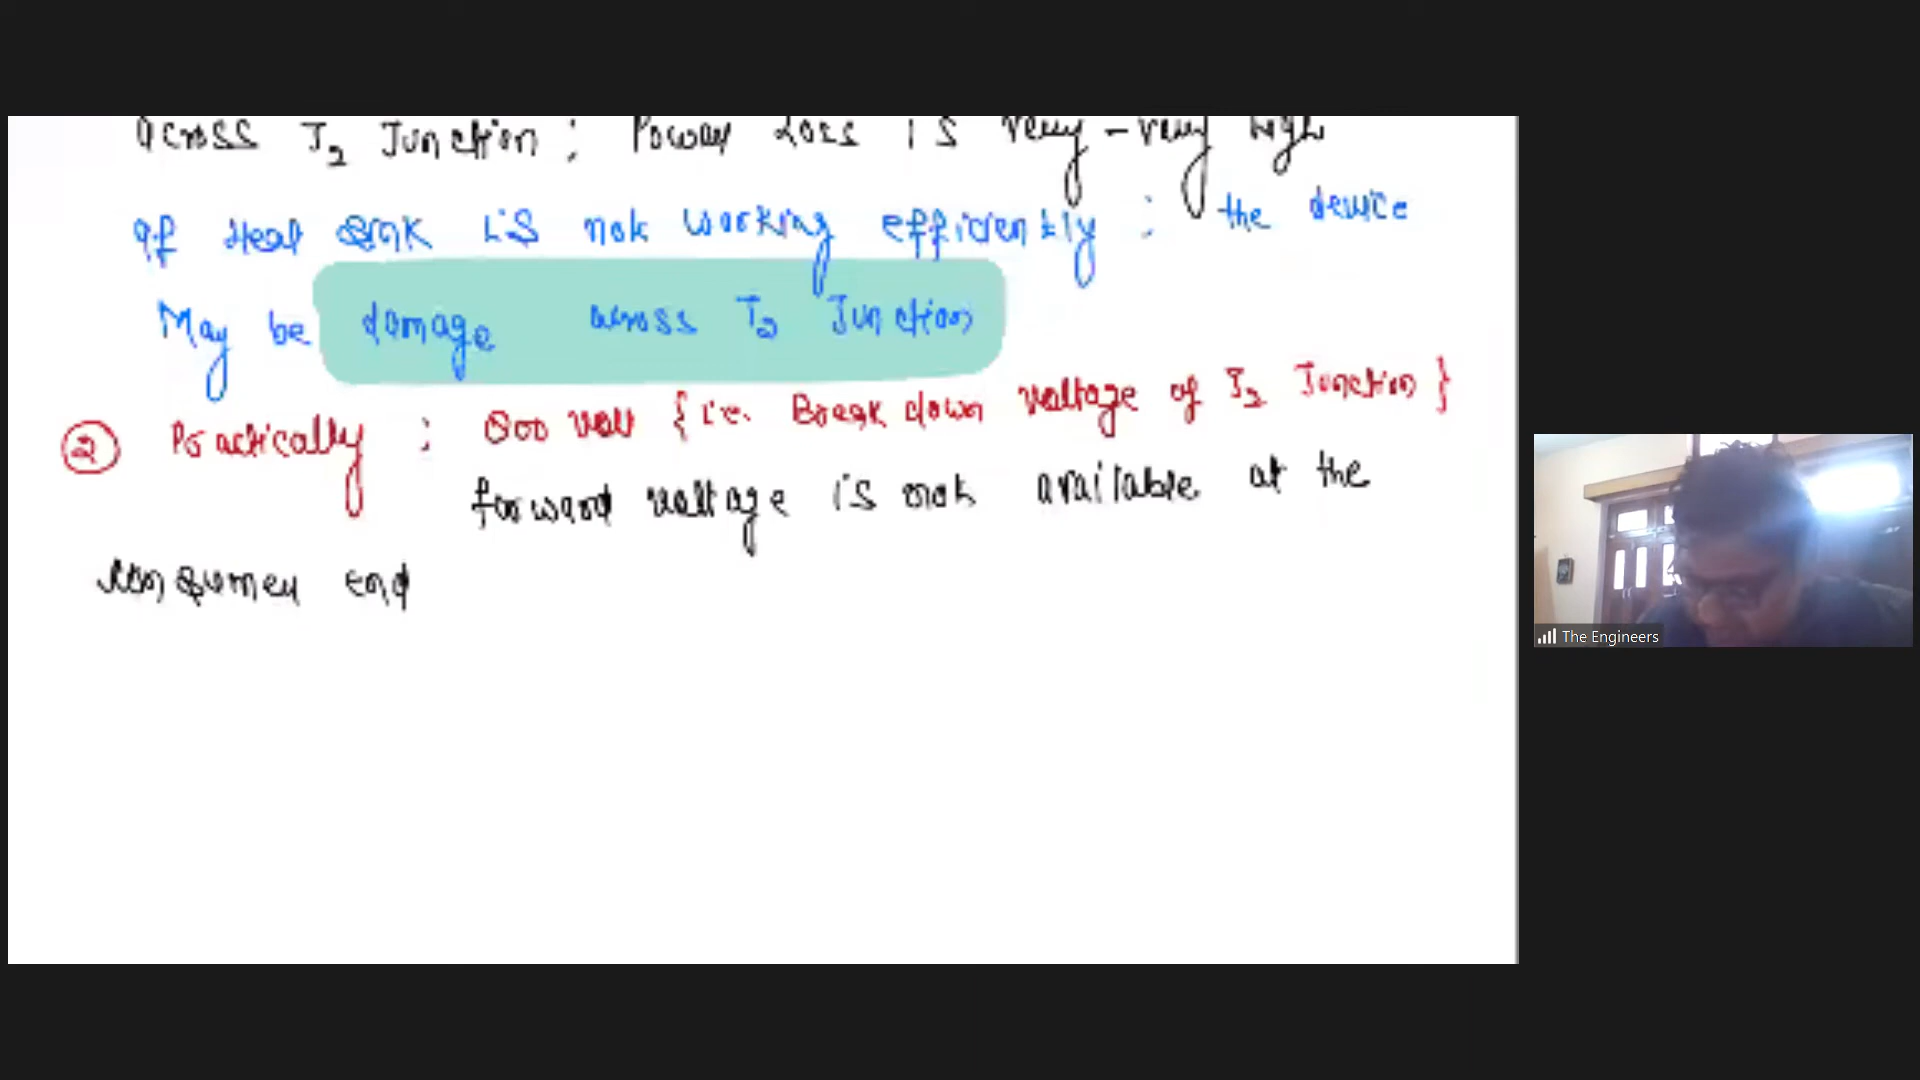 across J2 Junction ; Power Loss is very-very high
If Heat Sink is not working efficiently : the device
May be damage across J2 Junction
② Practically : 800 volt { i.e. Breakdown voltage of J2 Junction }
forward voltage is not available at the
consumer end
The Engineers